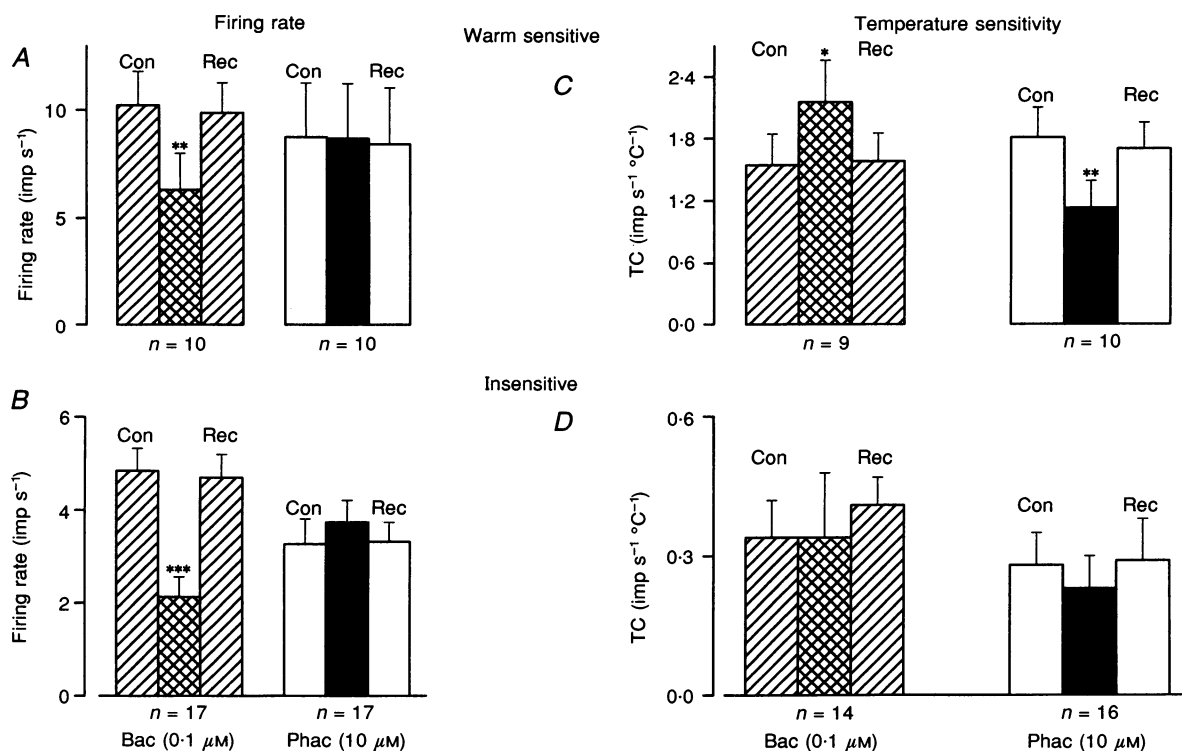 Firing rate
Temperature sensitivity
Warm sensitive
A
Firing rate (imp s⁻¹)
10
5
0
Con
**
Rec
n = 10
Con
Rec
n = 10
C
TC (imp s⁻¹ °C⁻¹)
2·4
1·8
1·2
0·6
0·0
Con
*
Rec
n = 9
Con
**
Rec
n = 10
Insensitive
B
Firing rate (imp s⁻¹)
6
4
2
0
Con
***
Rec
n = 17
Bac (0·1 μM)
Con
Rec
n = 17
Phac (10 μM)
D
TC (imp s⁻¹ °C⁻¹)
0·6
0·3
0·0
Con
Rec
n = 14
Bac (0·1 μM)
Con
Rec
n = 16
Phac (10 μM)